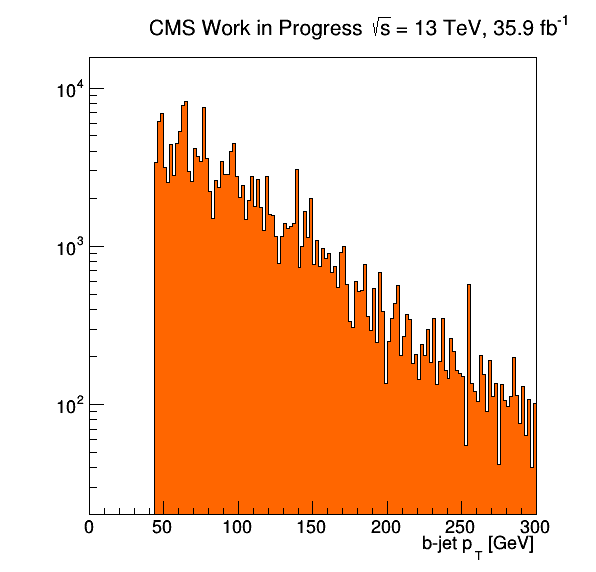 CMS Work in Progress √s = 13 TeV, 35.9 fb⁻¹
10⁴
10³
10²
0 50 100 150 200 250 300
b-jet p_T [GeV]